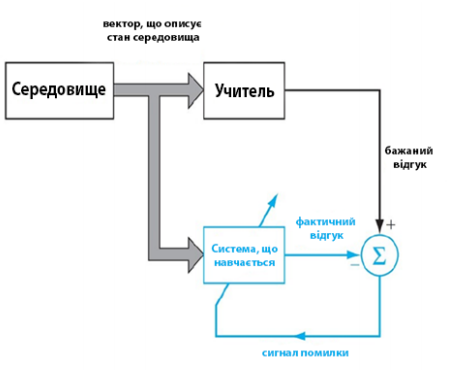 вектор, що описує
стан середовища
Середовище
Учитель
бажаний
відгук
+
фактичний
відгук
Система, що
навчається
Σ
–
сигнал помилки